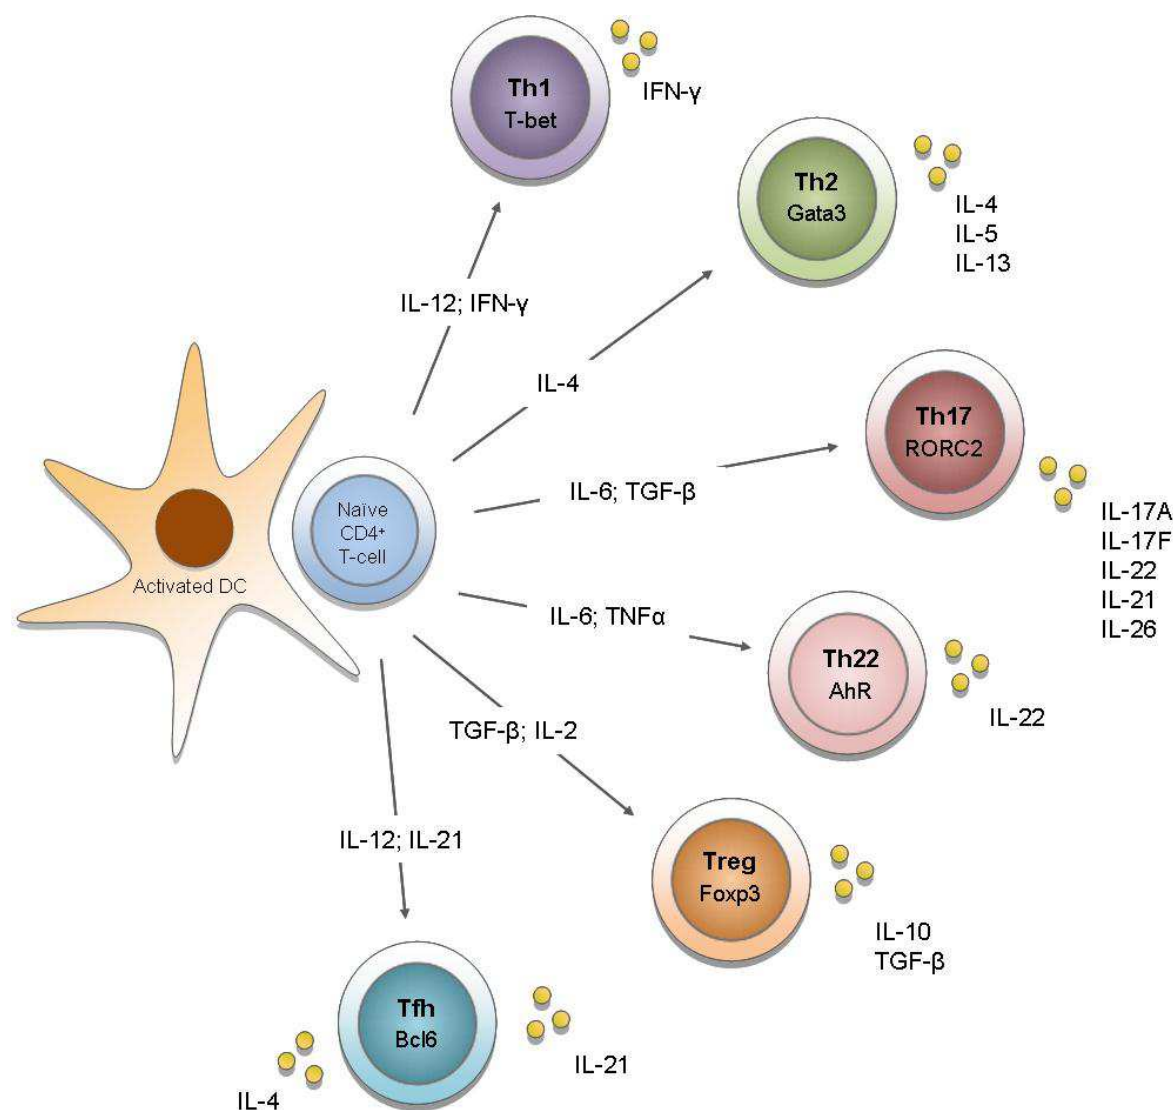 Th1
T-bet
IFN-γ
Th2
Gata3
IL-4
IL-5
IL-13
IL-12; IFN-γ
IL-4
Th17
RORC2
IL-6; TGF-β
IL-17A
IL-17F
IL-22
IL-21
IL-26
Naïve
CD4⁺
T-cell
Activated DC
IL-6; TNFα
Th22
AhR
IL-22
TGF-β; IL-2
IL-12; IL-21
Treg
Foxp3
IL-10
TGF-β
Tfh
Bcl6
IL-21
IL-4